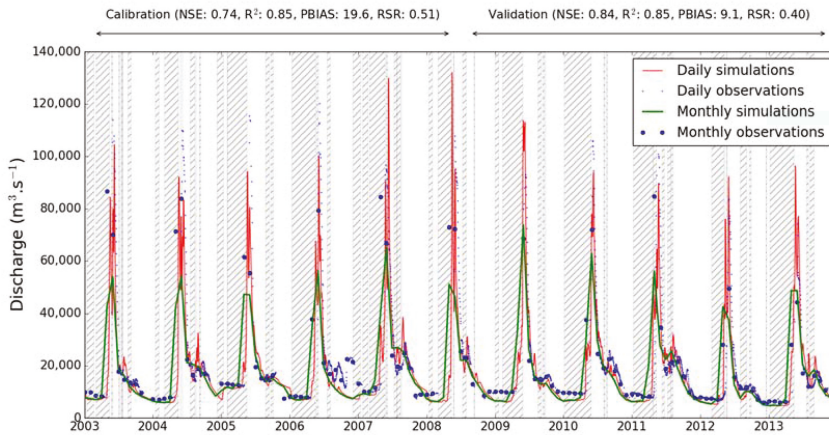 Calibration (NSE: 0.74, R²: 0.85, PBIAS: 19.6, RSR: 0.51)
Validation (NSE: 0.84, R²: 0.85, PBIAS: 9.1, RSR: 0.40)
140,000
120,000
100,000
80,000
60,000
40,000
20,000
0
Discharge (m³.s⁻¹)
Daily simulations
Daily observations
Monthly simulations
Monthly observations
2003 2004 2005 2006 2007 2008 2009 2010 2011 2012 2013